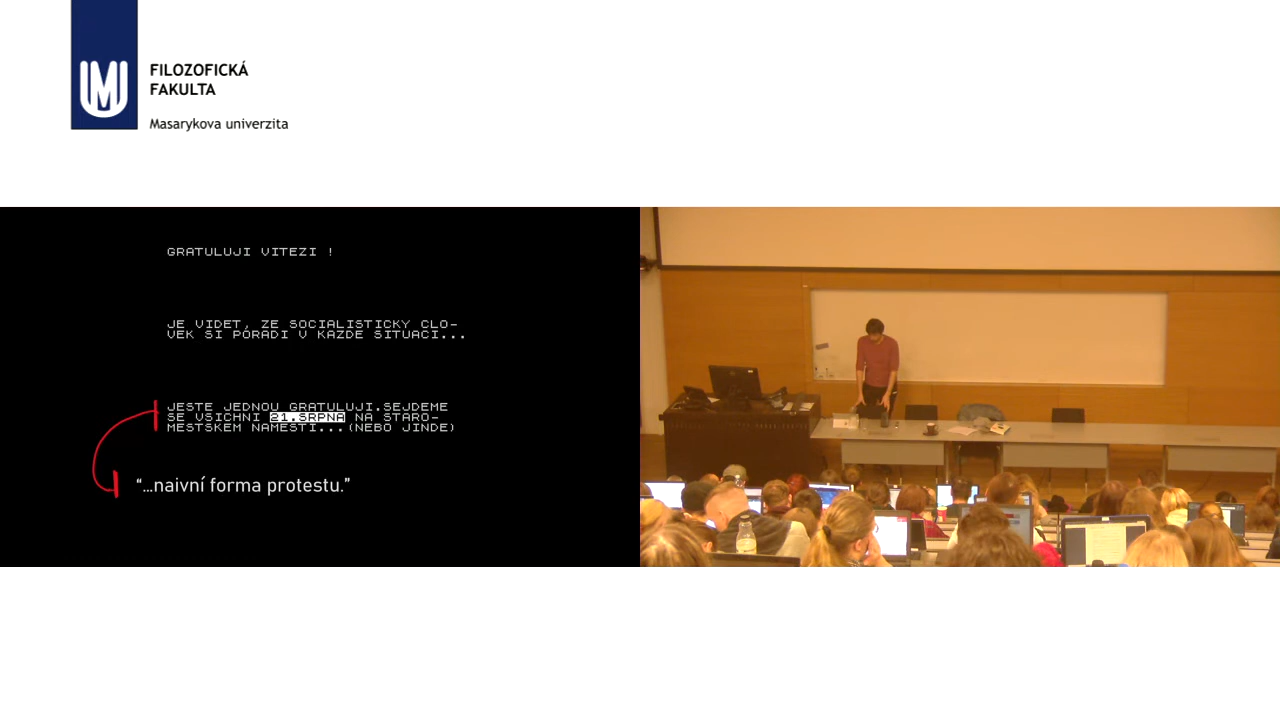 FILOZOFICKÁ
FAKULTA
Masarykova univerzita
GRATULUJI VITEZI !
JE VIDET, ZE SOCIALISTICKY CLO-
VEK SI PORADI V KAZDE SITUACI...
JESTE JEDNOU GRATULUJI.SEJDEME
SE VSICHNI 21.SRPNA NA STARO-
MESTSKEM NAMESTI...(NEBO JINDE)
“…naivní forma protestu.”